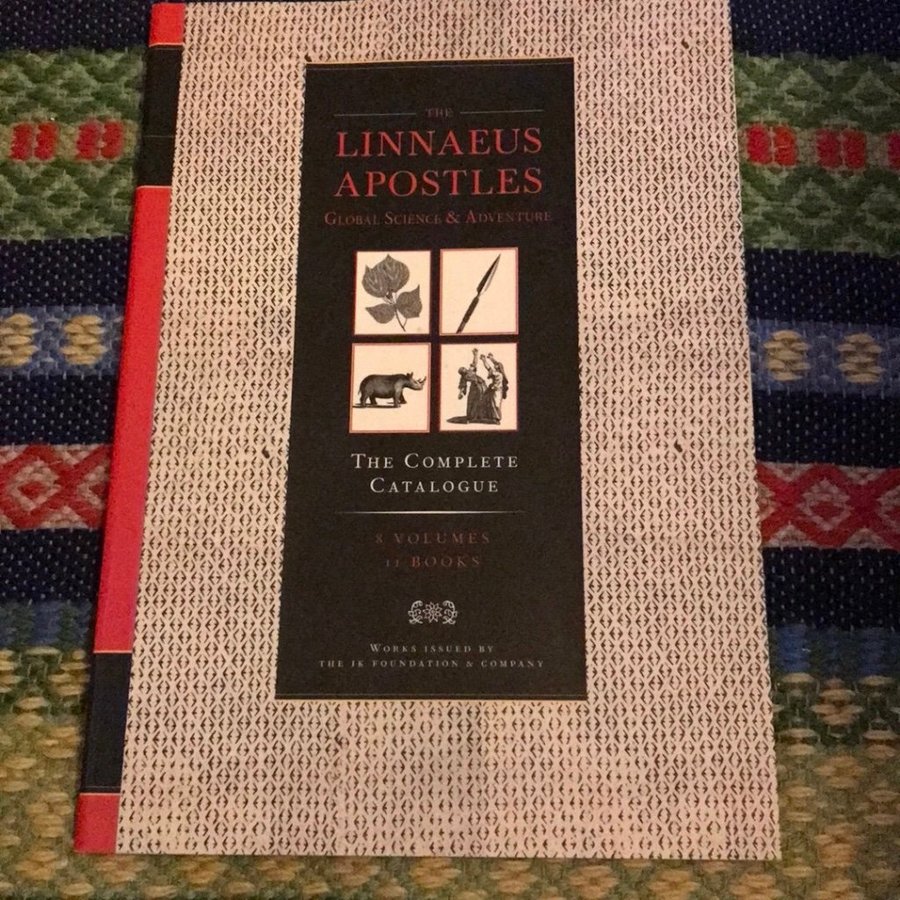 THE
LINNAEUS
APOSTLES
GLOBAL SCIENCE & ADVENTURE
THE COMPLETE
CATALOGUE
8 VOLUMES
11 BOOKS
WORKS ISSUED BY
THE IK FOUNDATION & COMPANY